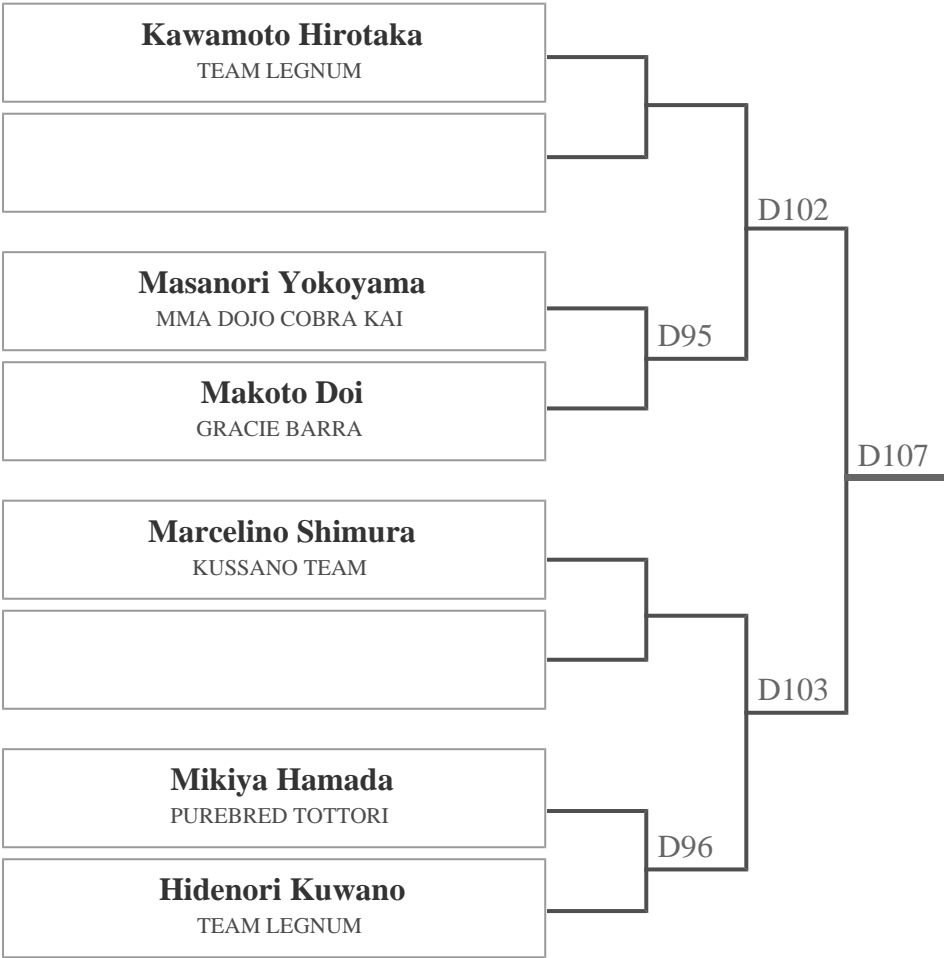 Kawamoto Hirotaka
TEAM LEGNUM
D102
Masanori Yokoyama
MMA DOJO COBRA KAI
D95
Makoto Doi
GRACIE BARRA
D107
Marcelino Shimura
KUSSANO TEAM
D103
Mikiya Hamada
PUREBRED TOTTORI
D96
Hidenori Kuwano
TEAM LEGNUM